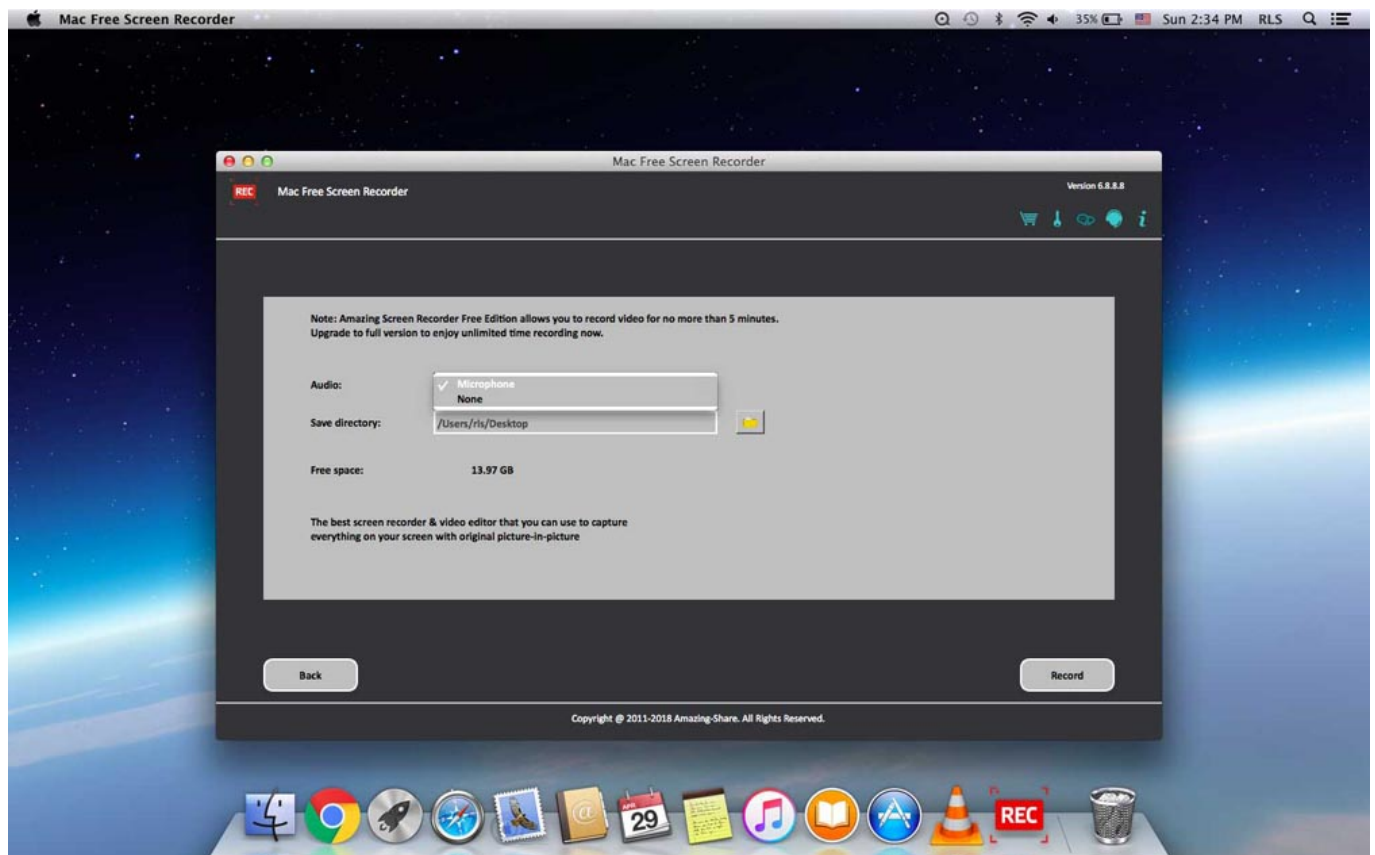 Mac Free Screen Recorder
35%
Sun 2:34 PM RLS
Mac Free Screen Recorder
REC
Mac Free Screen Recorder
Version 6.8.8.8
Note: Amazing Screen Recorder Free Edition allows you to record video for no more than 5 minutes.
Upgrade to full version to enjoy unlimited time recording now.
Audio:
Microphone
None
Save directory:
/Users/rls/Desktop
Free space:
13.97 GB
The best screen recorder & video editor that you can use to capture
everything on your screen with original picture-in-picture
Back
Record
Copyright @ 2011-2018 Amazing-Share. All Rights Reserved.
APR
29
REC